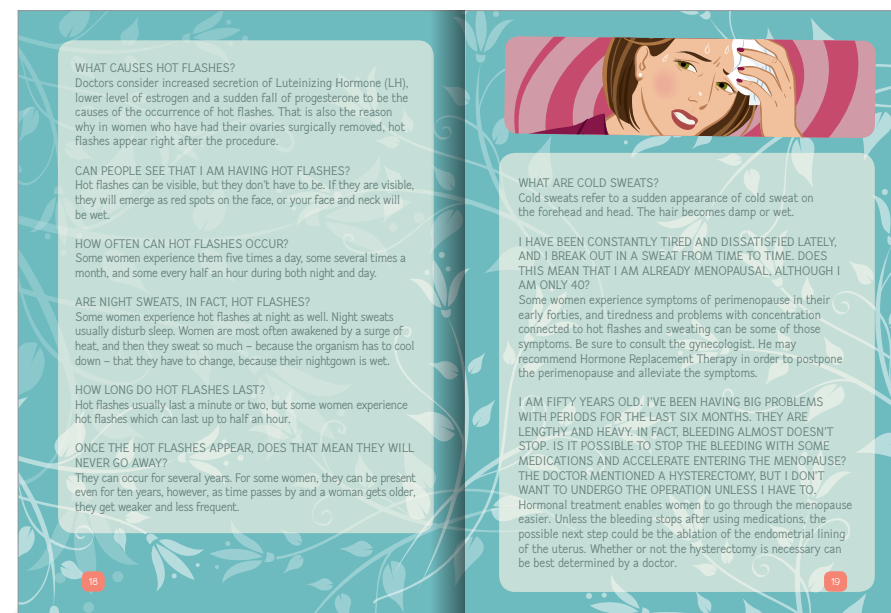 WHAT CAUSES HOT FLASHES?
Doctors consider increased secretion of Luteinizing Hormone (LH),
lower level of estrogen and a sudden fall of progesterone to be the
causes of the occurrence of hot flashes. That is also the reason
why in women who have had their ovaries surgically removed, hot
flashes appear right after the procedure.
CAN PEOPLE SEE THAT I AM HAVING HOT FLASHES?
Hot flashes can be visible, but they don't have to be. If they are visible,
they will emerge as red spots on the face, or your face and neck will
be wet.
HOW OFTEN CAN HOT FLASHES OCCUR?
Some women experience them five times a day, some several times a
month, and some every half an hour during both night and day.
ARE NIGHT SWEATS, IN FACT, HOT FLASHES?
Some women experience hot flashes at night as well. Night sweats
usually disturb sleep. Women are most often awakened by a surge of
heat, and then they sweat so much – because the organism has to cool
down – that they have to change, because their nightgown is wet.
HOW LONG DO HOT FLASHES LAST?
Hot flashes usually last a minute or two, but some women experience
hot flashes which can last up to half an hour.
ONCE THE HOT FLASHES APPEAR, DOES THAT MEAN THEY WILL
NEVER GO AWAY?
They can occur for several years. For some women, they can be present
even for ten years, however, as time passes by and a woman gets older,
they get weaker and less frequent.
18
WHAT ARE COLD SWEATS?
Cold sweats refer to a sudden appearance of cold sweat on
the forehead and head. The hair becomes damp or wet.
I HAVE BEEN CONSTANTLY TIRED AND DISSATISFIED LATELY,
AND I BREAK OUT IN A SWEAT FROM TIME TO TIME. DOES
THIS MEAN THAT I AM ALREADY MENOPAUSAL, ALTHOUGH I
AM ONLY 40?
Some women experience symptoms of perimenopause in their
early forties, and tiredness and problems with concentration
connected to hot flashes and sweating can be some of those
symptoms. Be sure to consult the gynecologist. He may
recommend Hormone Replacement Therapy in order to postpone
the perimenopause and alleviate the symptoms.
I AM FIFTY YEARS OLD. I'VE BEEN HAVING BIG PROBLEMS
WITH PERIODS FOR THE LAST SIX MONTHS. THEY ARE
LENGTHY AND HEAVY. IN FACT, BLEEDING ALMOST DOESN'T
STOP. IS IT POSSIBLE TO STOP THE BLEEDING WITH SOME
MEDICATIONS AND ACCELERATE ENTERING THE MENOPAUSE?
THE DOCTOR MENTIONED A HYSTERECTOMY, BUT I DON'T
WANT TO UNDERGO THE OPERATION UNLESS I HAVE TO.
Hormonal treatment enables women to go through the menopause
easier. Unless the bleeding stops after using medications, the
possible next step could be the ablation of the endometrial lining
of the uterus. Whether or not the hysterectomy is necessary can
be best determined by a doctor.
19